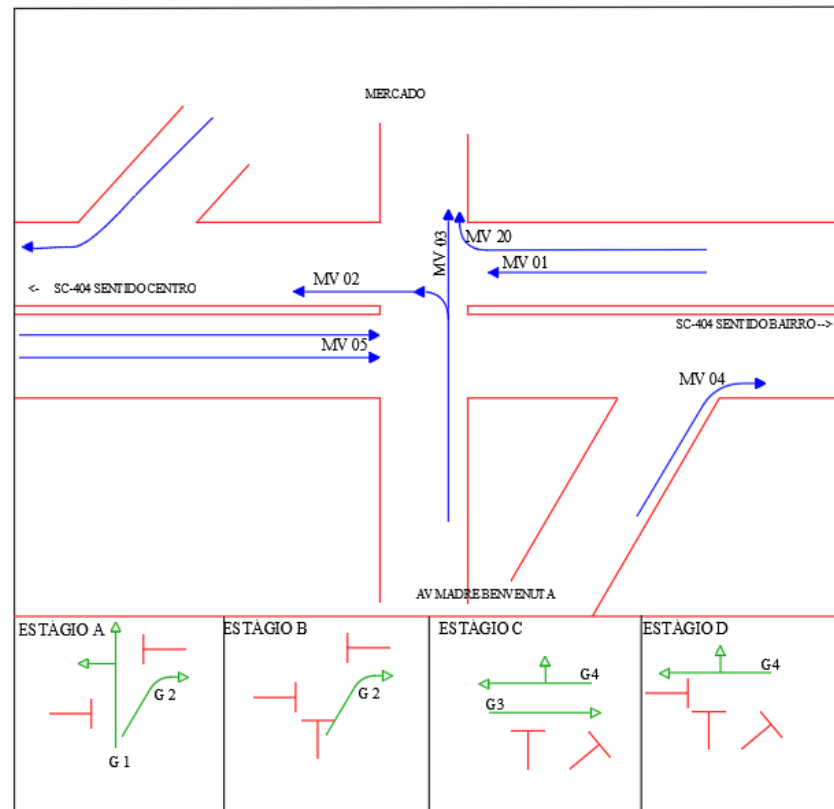 MERCADO
MV 03
MV 20
MV 01
MV 02
<- SC-404 SENTIDO CENTRO
SC-404 SENTIDO BAIRRO -->
MV 05
MV 04
AV MADRE BENVENUTA
ESTÁGIO A
G 2
G 1
ESTÁGIO B
G 2
ESTÁGIO C
G4
G3
ESTÁGIO D
G4